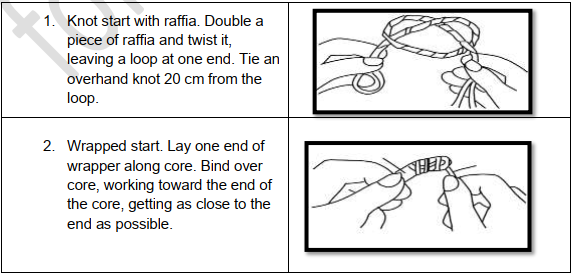 1. Knot start with raffia. Double a
piece of raffia and twist it,
leaving a loop at one end. Tie an
overhand knot 20 cm from the
loop.
2. Wrapped start. Lay one end of
wrapper along core. Bind over
core, working toward the end of
the core, getting as close to the
end as possible.